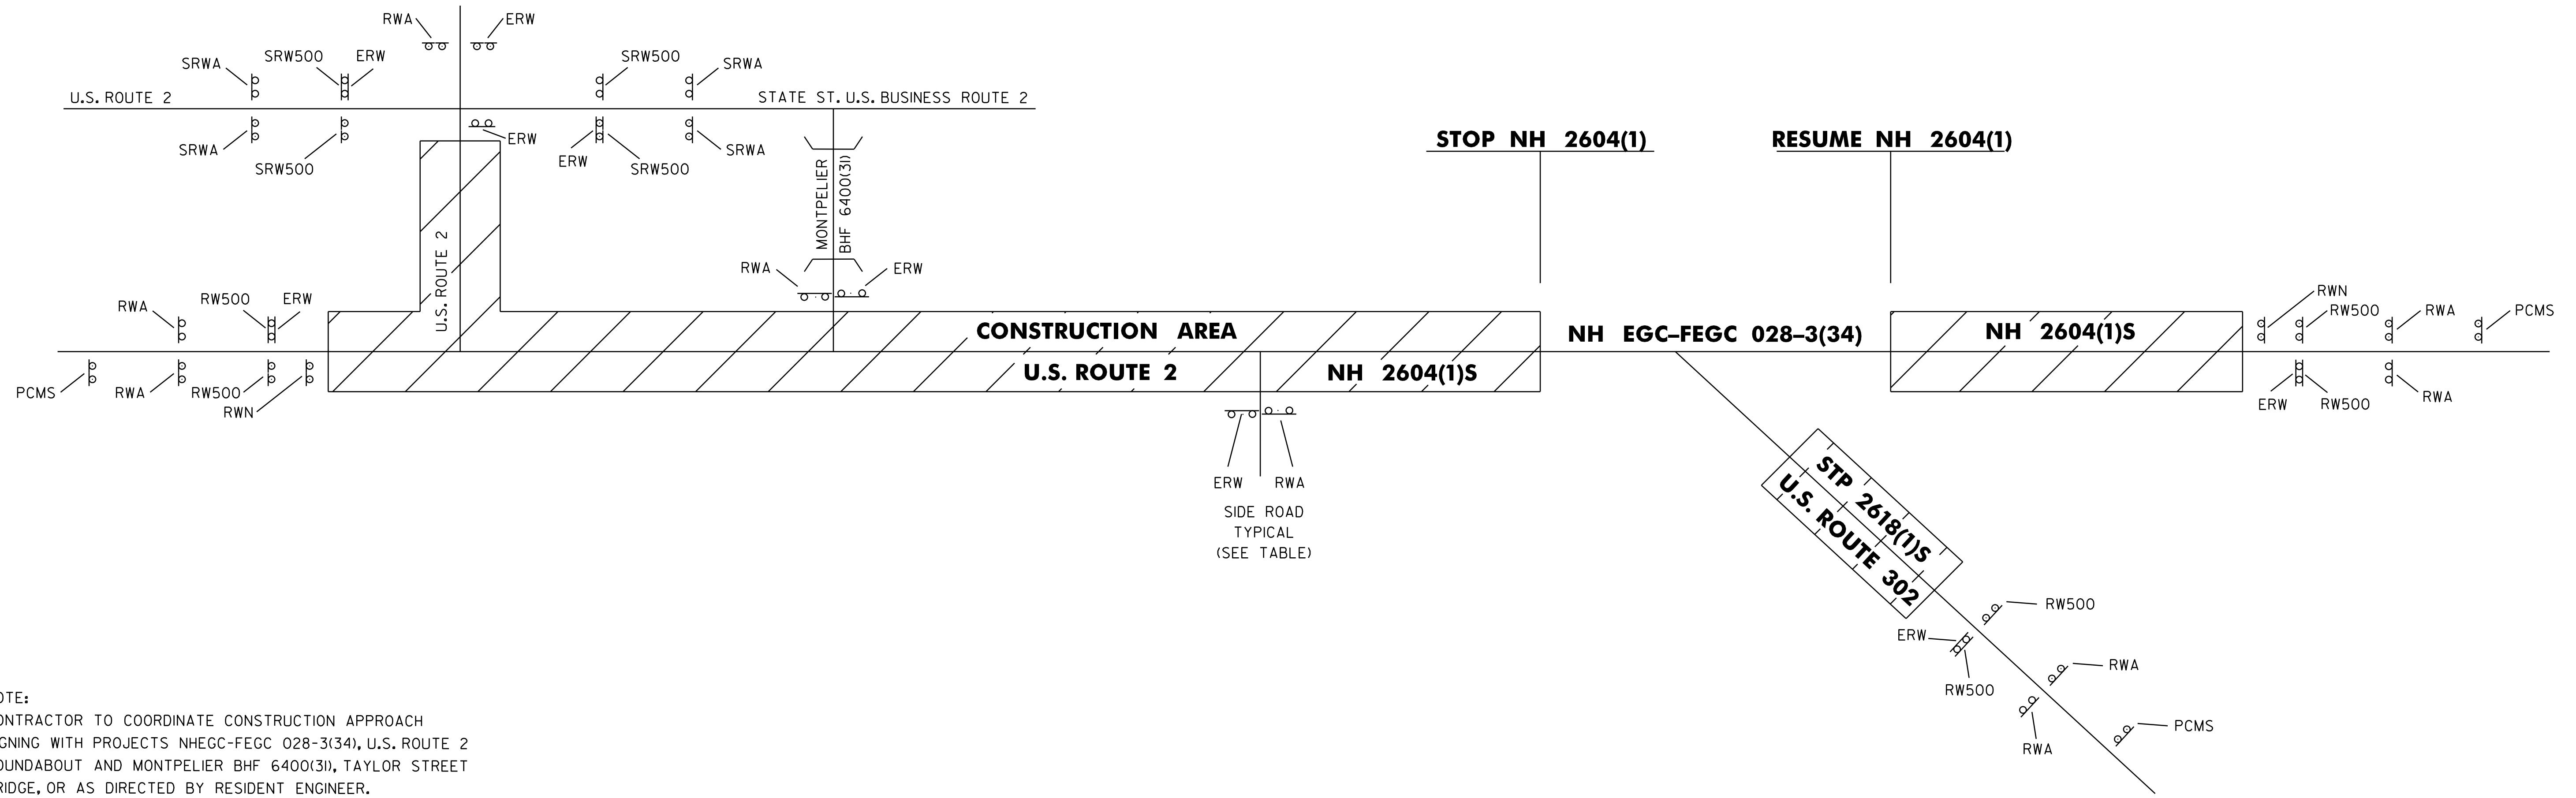 RWA
ERW
SRWA
SRW500
ERW
SRW500
SRWA
U.S. ROUTE 2
STATE ST. U.S. BUSINESS ROUTE 2
SRWA
SRW500
ERW
ERW
SRW500
SRWA
STOP NH 2604(1)
RESUME NH 2604(1)
MONTPELIER
BHF 6400(31)
U.S. ROUTE 2
RWA
ERW
RWA
RW500
ERW
PCMS
RWA
RW500
RWN
CONSTRUCTION AREA
U.S. ROUTE 2
NH 2604(1)S
NH EGC-FEGC 028-3(34)
NH 2604(1)S
RWN
RW500
RWA
PCMS
ERW
RW500
RWA
ERW
RWA
SIDE ROAD
TYPICAL
(SEE TABLE)
STP 2618(1)S
U.S. ROUTE 302
RW500
ERW
RW500
RWA
RWA
PCMS
OTE:
ONTRACTOR TO COORDINATE CONSTRUCTION APPROACH
GNING WITH PROJECTS NHEGC-FEGC 028-3(34), U.S. ROUTE 2
OUNDABOUT AND MONTPELIER BHF 6400(31), TAYLOR STREET
RIDGE, OR AS DIRECTED BY RESIDENT ENGINEER.